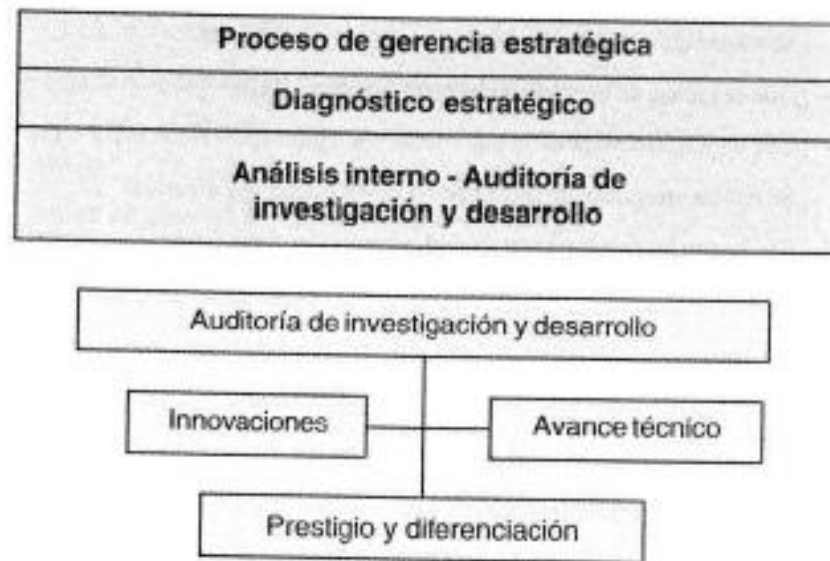 Proceso de gerencia estratégica
Diagnóstico estratégico
Análisis interno - Auditoría de
investigación y desarrollo
Auditoría de investigación y desarrollo
Innovaciones
Avance técnico
Prestigio y diferenciación